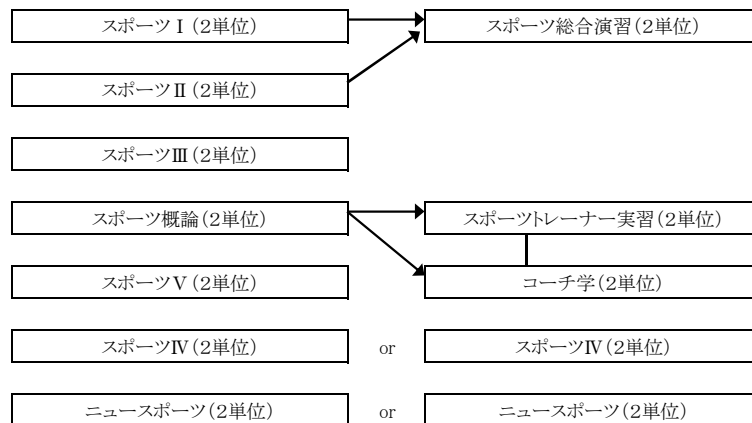 スポーツⅠ(2単位) スポーツ総合演習(2単位)
スポーツⅡ(2単位)
スポーツⅢ(2単位)
スポーツ概論(2単位) スポーツトレーナー実習(2単位)
スポーツⅤ(2単位) コーチ学(2単位)
スポーツⅣ(2単位) or スポーツⅣ(2単位)
ニュースポーツ(2単位) or ニュースポーツ(2単位)